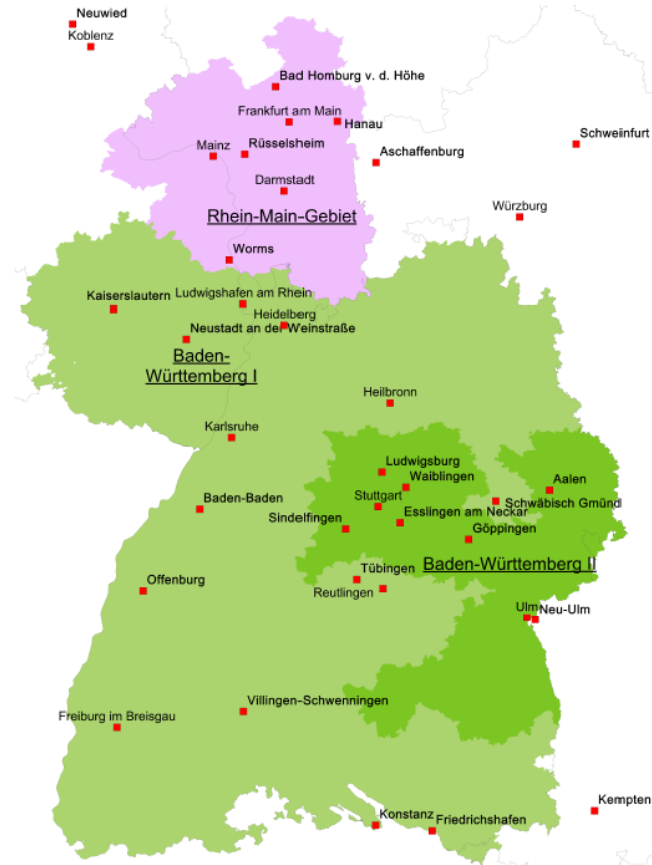 Neuwied
Koblenz
Bad Homburg v. d. Höhe
Frankfurt am Main
Hanau
Schweinfurt
Mainz
Rüsselsheim
Aschaffenburg
Darmstadt
Würzburg
Rhein-Main-Gebiet
Worms
Kaiserslautern
Ludwigshafen am Rhein
Heidelberg
Neustadt an der Weinstraße
Baden-
Württemberg I
Heilbronn
Karlsruhe
Ludwigsburg
Waiblingen
Aalen
Stuttgart
Baden-Baden
Schwäbisch Gmünd
Sindelfingen
Esslingen am Neckar
Göppingen
Baden-Württemberg II
Tübingen
Offenburg
Reutlingen
Ulm
Neu-Ulm
Villingen-Schwenningen
Freiburg im Breisgau
Kempten
Konstanz
Friedrichshafen